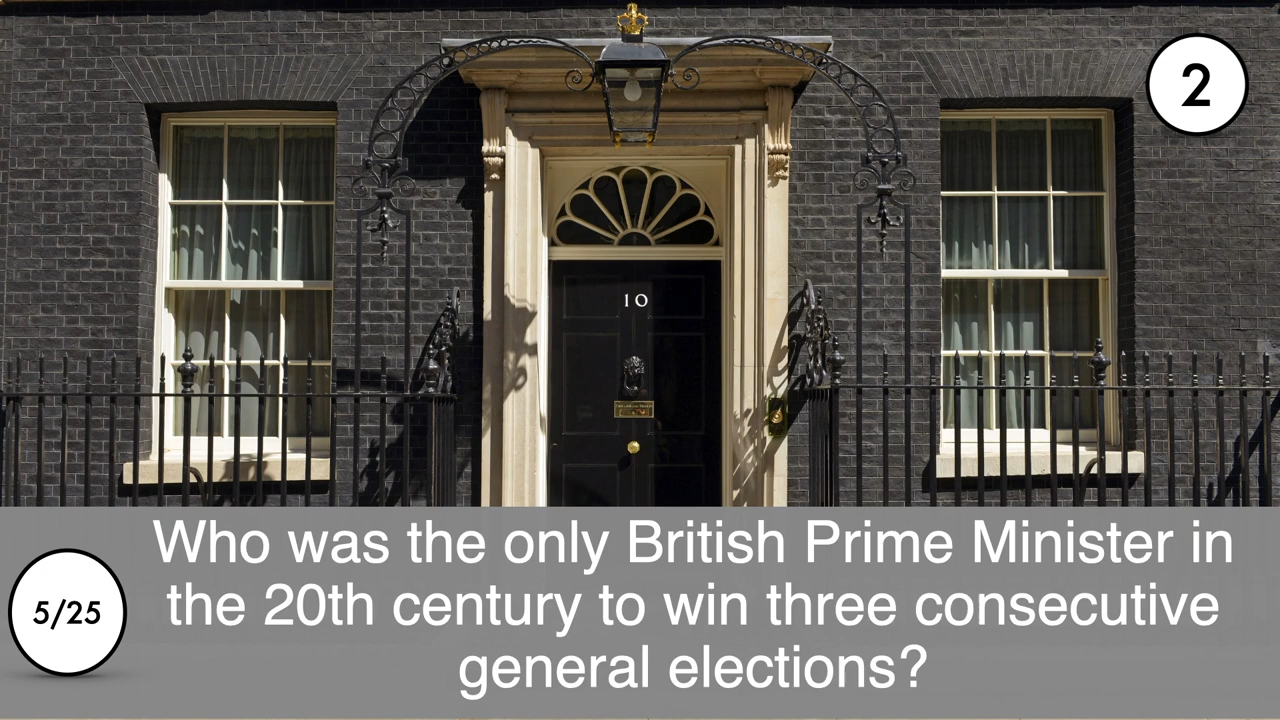 2
10
5/25
Who was the only British Prime Minister in
the 20th century to win three consecutive
general elections?